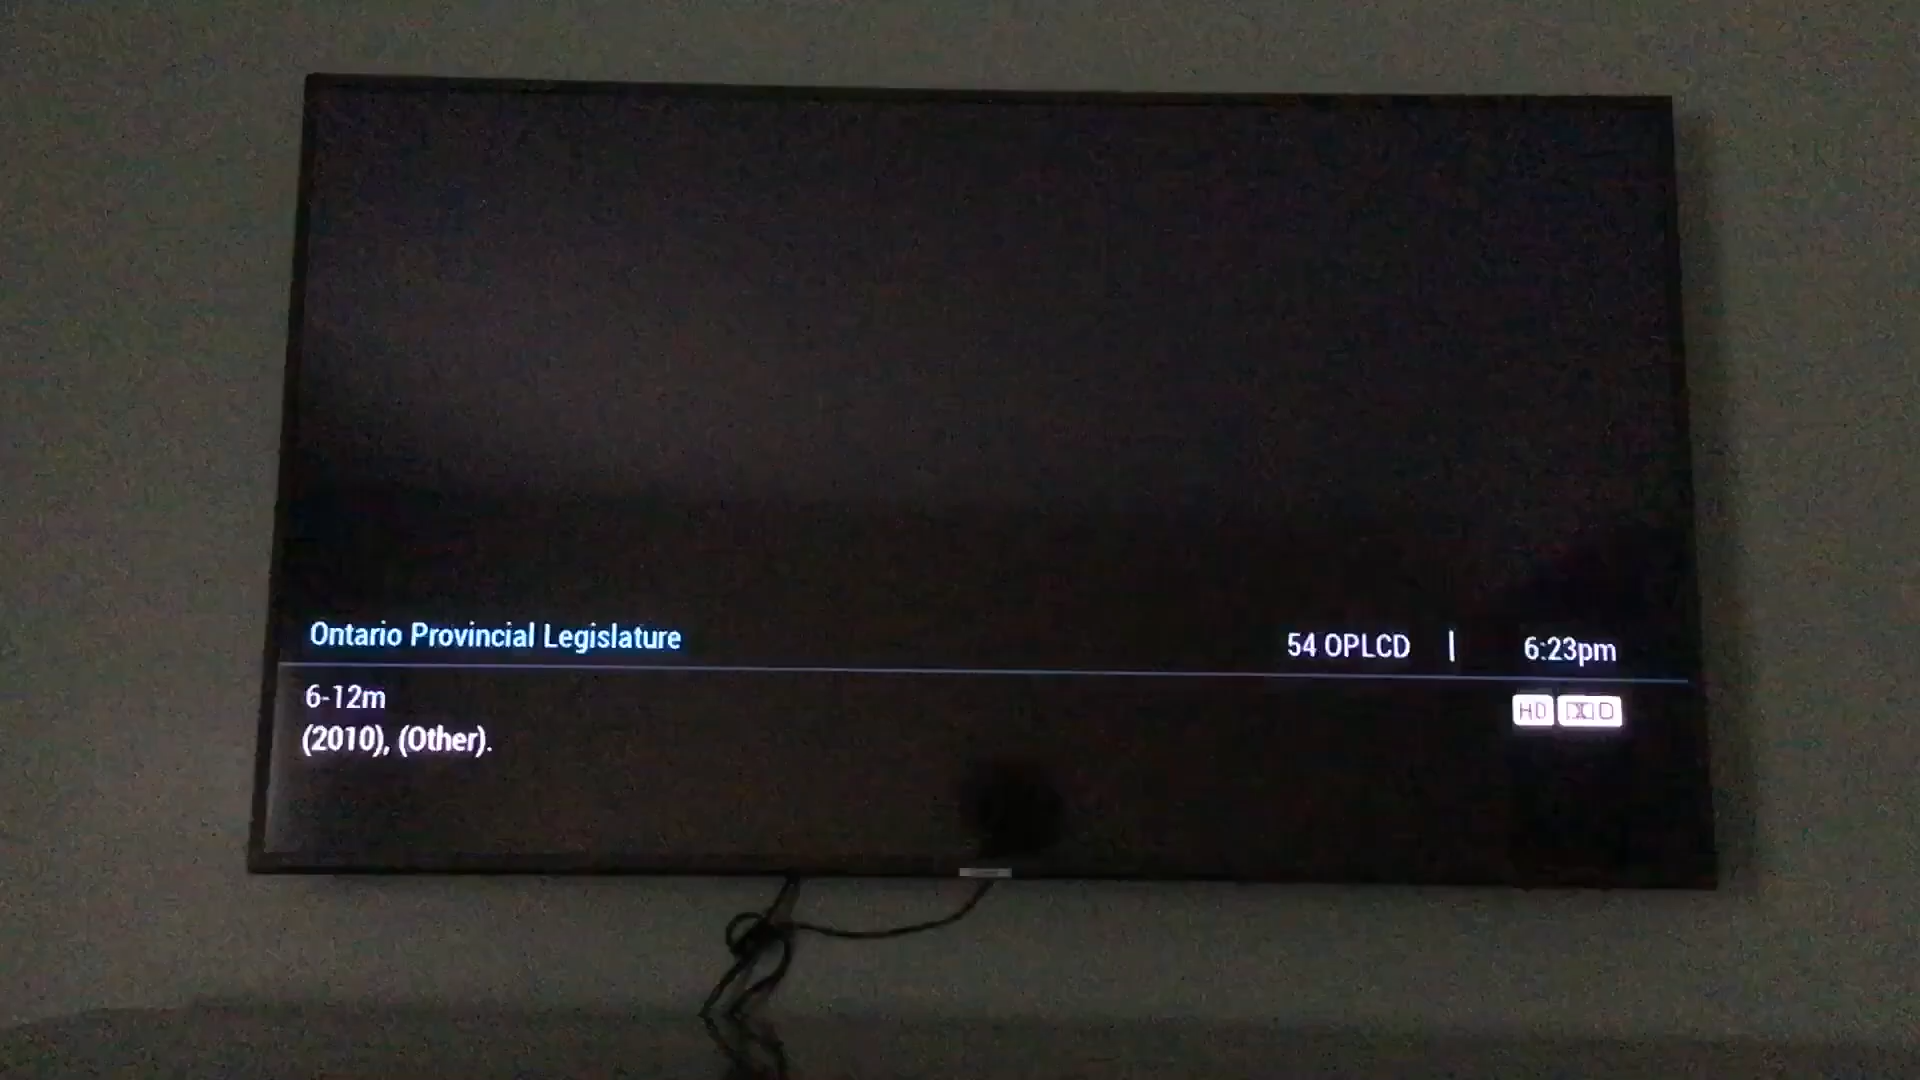 Ontario Provincial Legislature
54 OPLCD | 6:23pm
6-12m
HD
(2010), (Other).